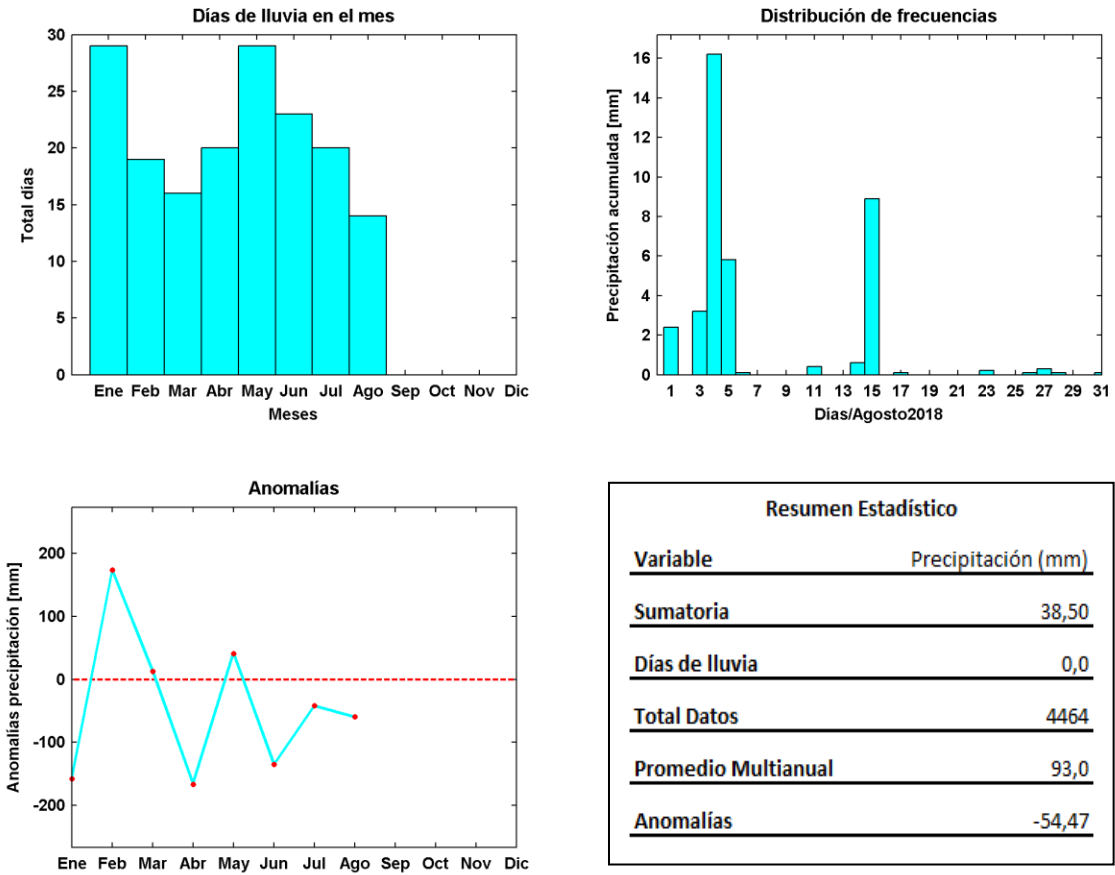 Días de lluvia en el mes
30
25
20
15
10
5
0
Total días
Ene Feb Mar Abr May Jun Jul Ago Sep Oct Nov Dic
Meses
Distribución de frecuencias
16
14
12
10
8
6
4
2
0
Precipitación acumulada [mm]
1 3 5 7 9 11 13 15 17 19 21 23 25 27 29 31
Días/Agosto2018
Anomalías
200
100
0
-100
-200
Anomalías precipitación [mm]
Ene Feb Mar Abr May Jun Jul Ago Sep Oct Nov Dic
Resumen Estadístico
Variable Precipitación (mm)
Sumatoria 38,50
Días de lluvia 0,0
Total Datos 4464
Promedio Multianual 93,0
Anomalías -54,47